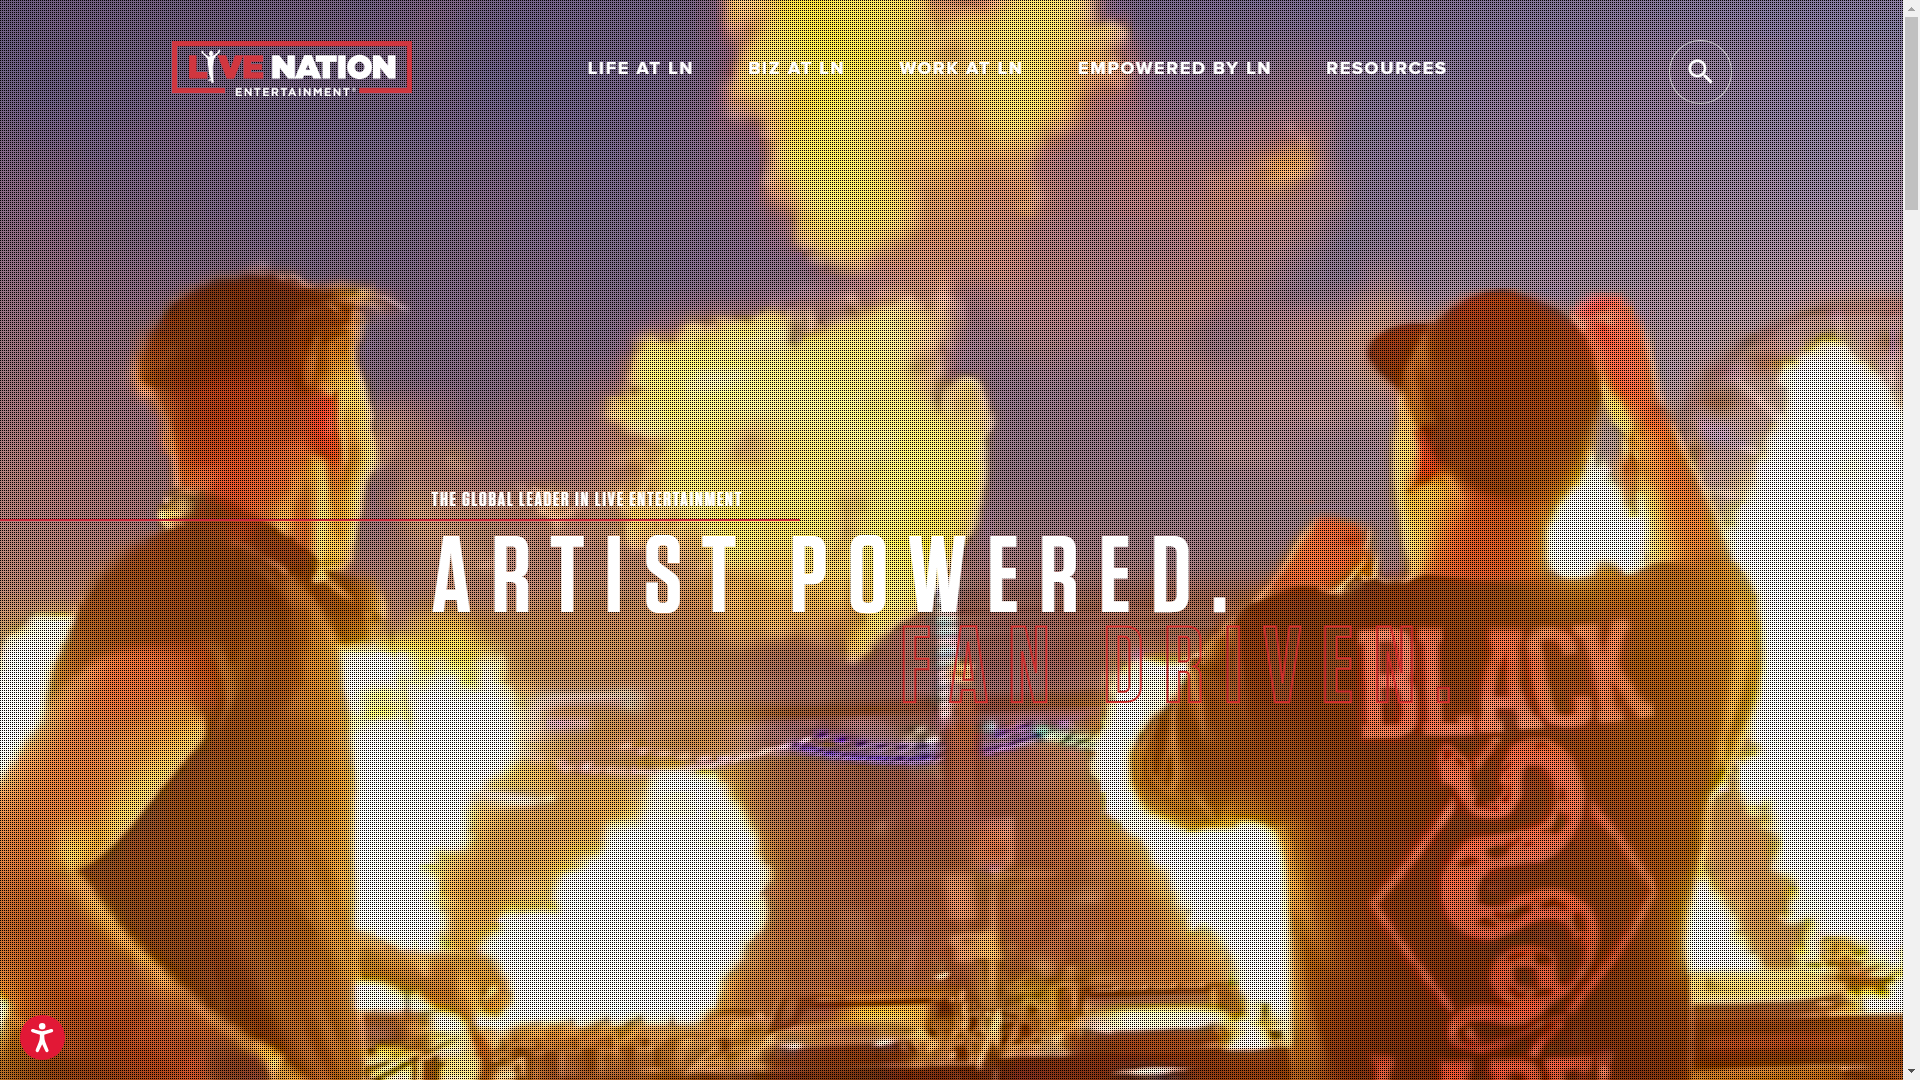 LIVE NATION
ENTERTAINMENT®
LIFE AT LN
BIZ AT LN
WORK AT LN
EMPOWERED BY LN
RESOURCES
THE GLOBAL LEADER IN LIVE ENTERTAINMENT
ARTIST POWERED.
FAN DRIVEN.
BLACK